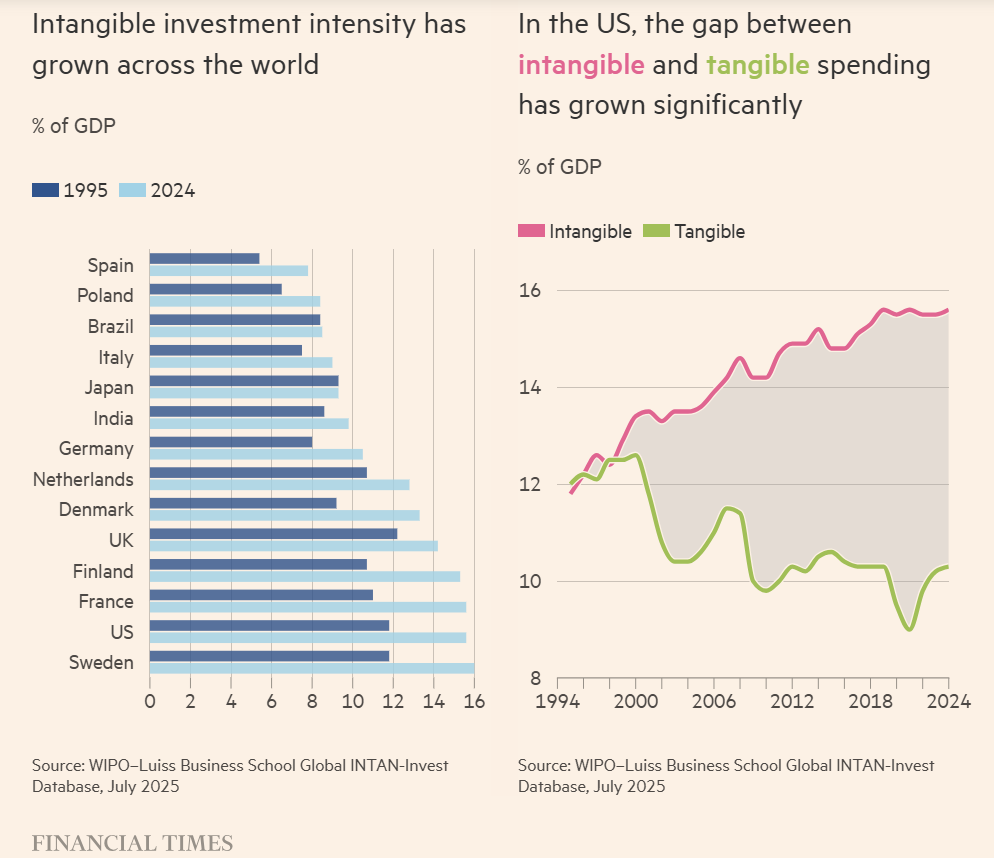 Intangible investment intensity has
grown across the world
% of GDP
1995 2024
Spain
Poland
Brazil
Italy
Japan
India
Germany
Netherlands
Denmark
UK
Finland
France
US
Sweden
0 2 4 6 8 10 12 14 16
Source: WIPO–Luiss Business School Global INTAN-Invest
Database, July 2025
In the US, the gap between
intangible and tangible spending
has grown significantly
% of GDP
Intangible Tangible
16
14
12
10
8
1994 2000 2006 2012 2018 2024
Source: WIPO–Luiss Business School Global INTAN-Invest
Database, July 2025
FINANCIAL TIMES